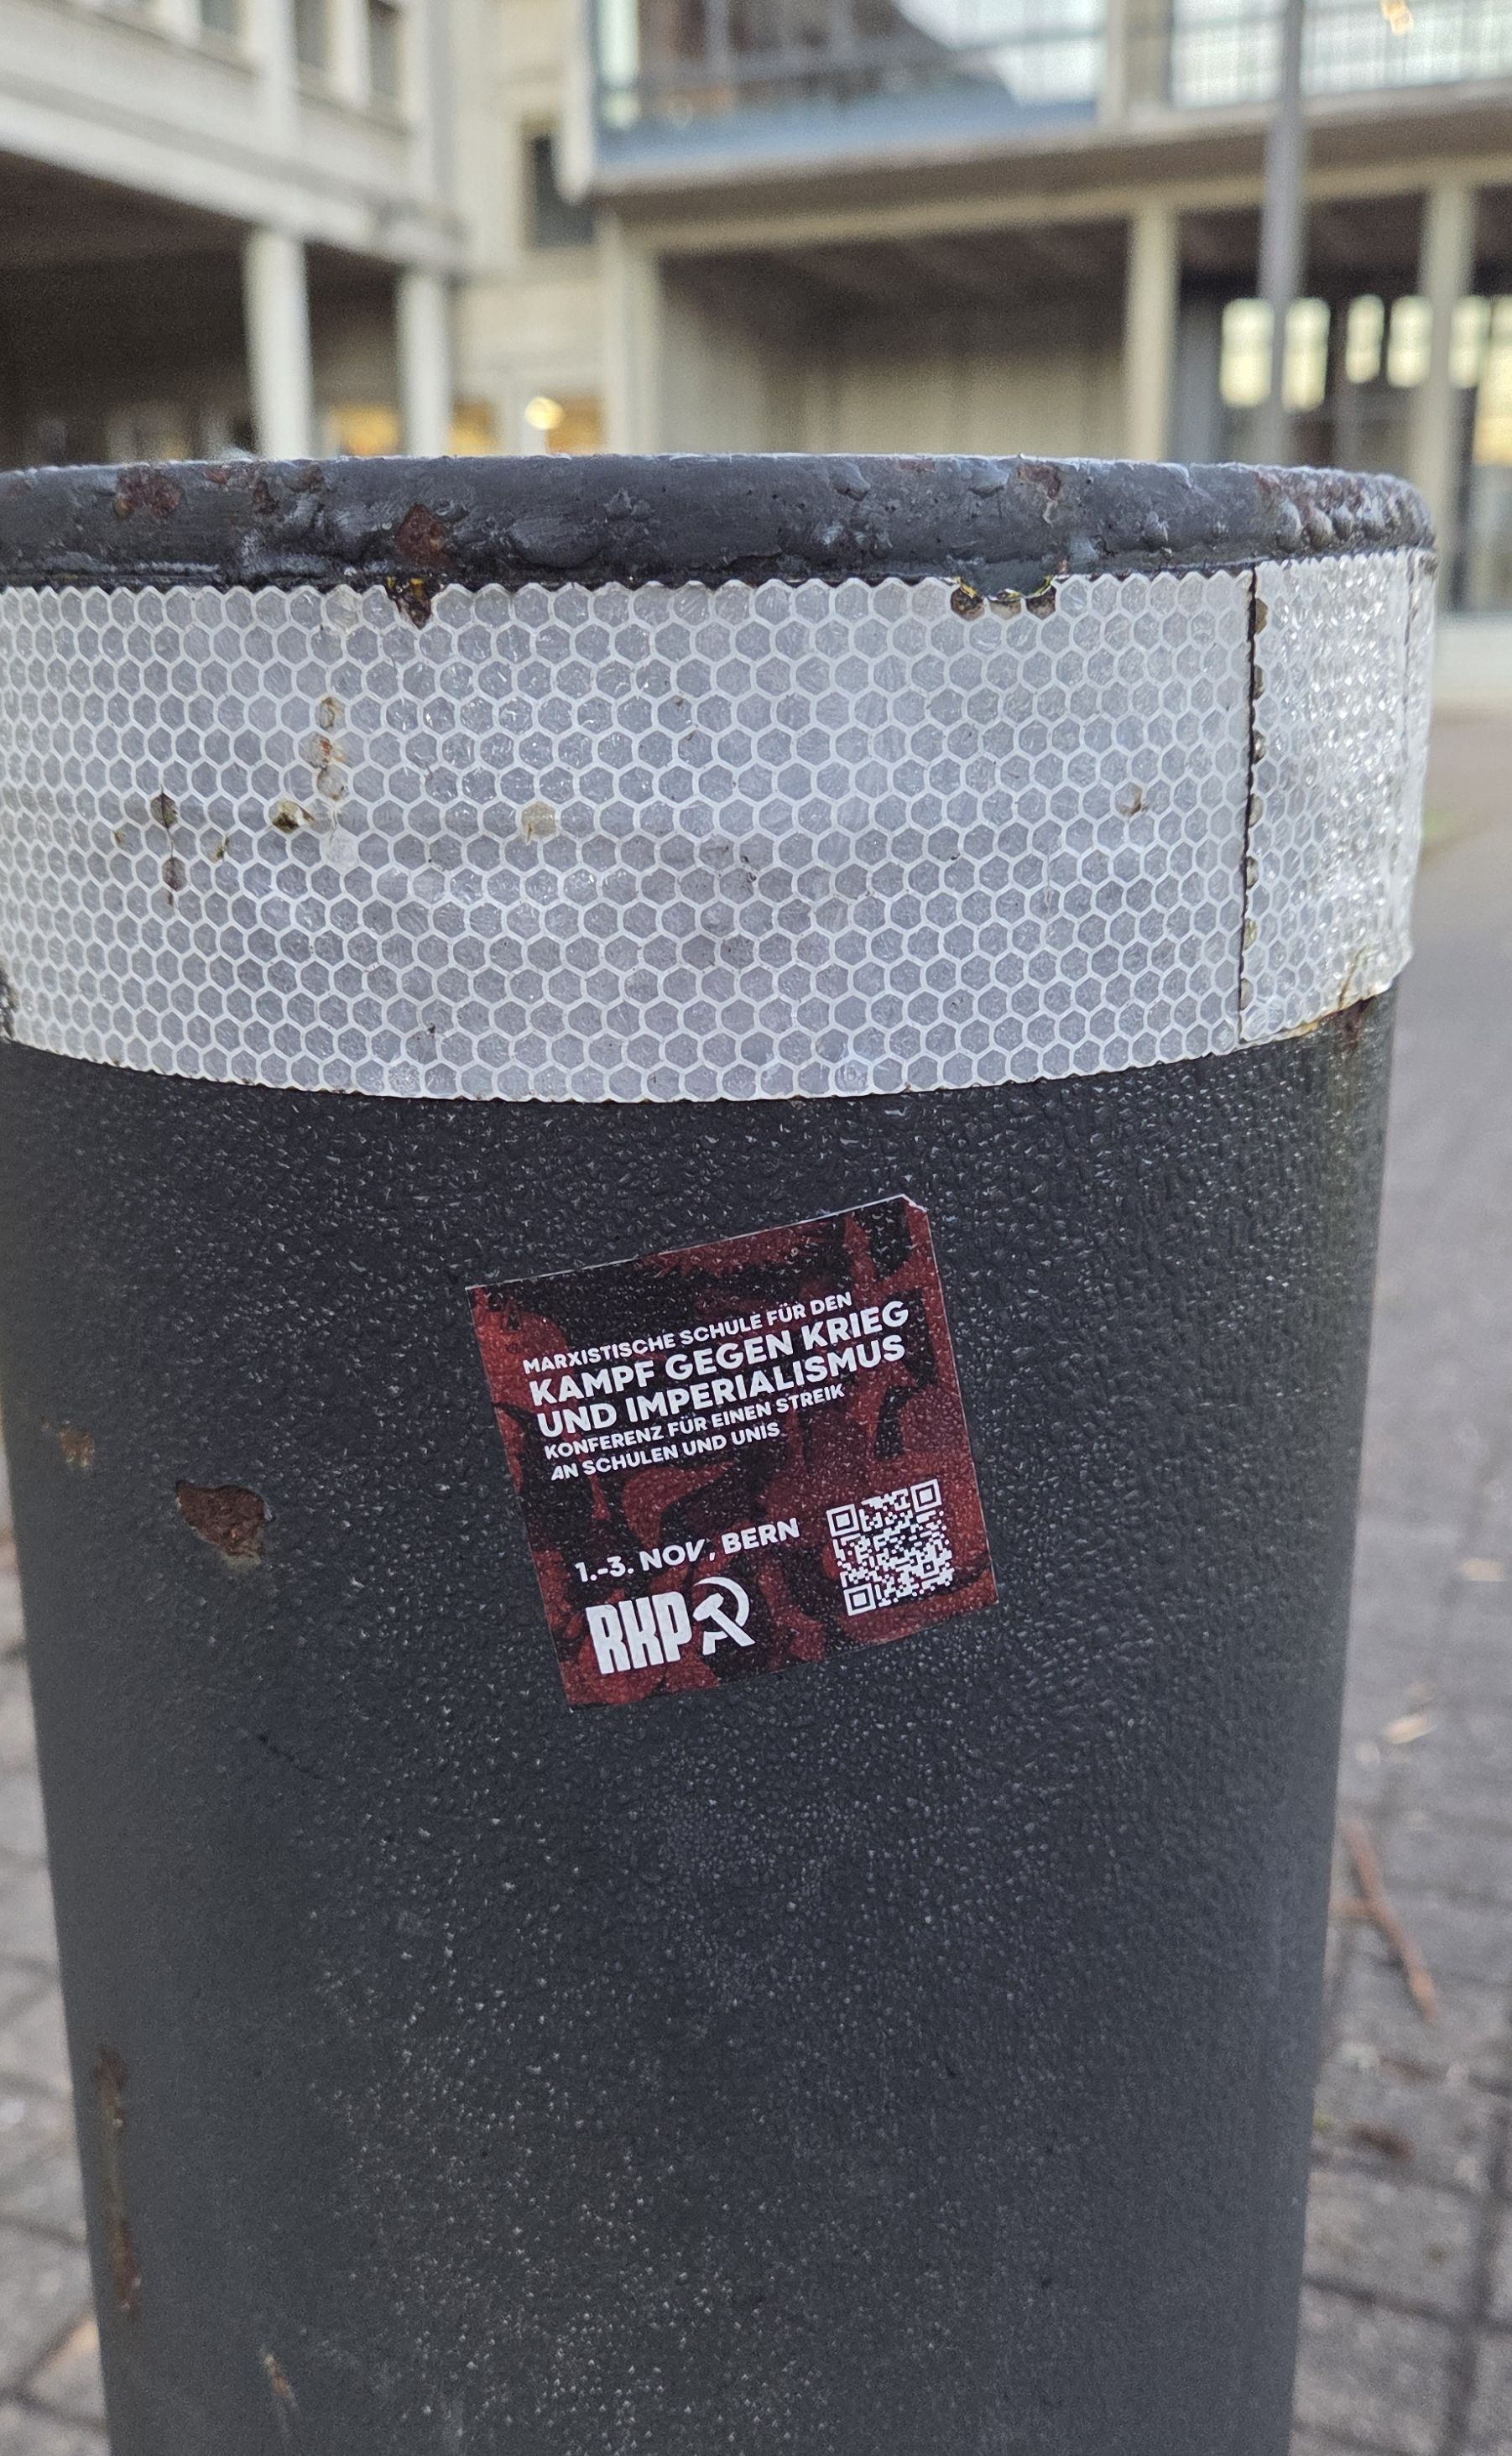 MARXISTISCHE SCHULE FÜR DEN
KAMPF GEGEN KRIEG
UND IMPERIALISMUS
KONFERENZ FÜR EINEN STREIK
AN SCHULEN UND UNIS
1.-3. NOV, BERN
RKP